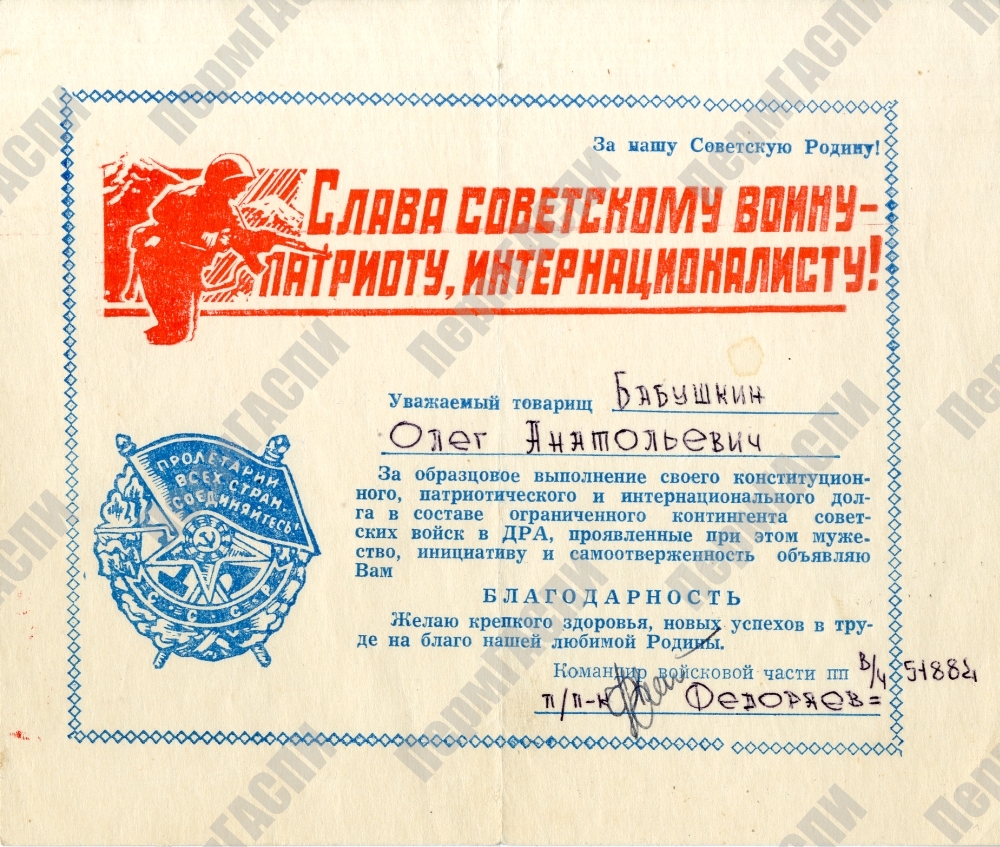 За нашу Советскую Родину!
Слава советскому воину-
патриоту, интернационалисту!
Уважаемый товарищ Бабушкин
Олег Анатольевич
За образцовое выполнение своего конституцион-
ного, патриотического и интернационального дол-
га в составе ограниченного контингента совет-
ских войск в ДРА, проявленные при этом муже-
ство, инициативу и самоотверженность объявляю
Вам
БЛАГОДАРНОСТЬ
Желаю крепкого здоровья, новых успехов в тру-
де на благо нашей любимой Родины.
Командир войсковой части пп в/ч 51884
п/п-к Федоряев=
ПРОЛЕТАРИИ
ВСЕХ СТРАН,
СОЕДИНЯЙТЕСЬ!
СССР
ПермГАСПИ